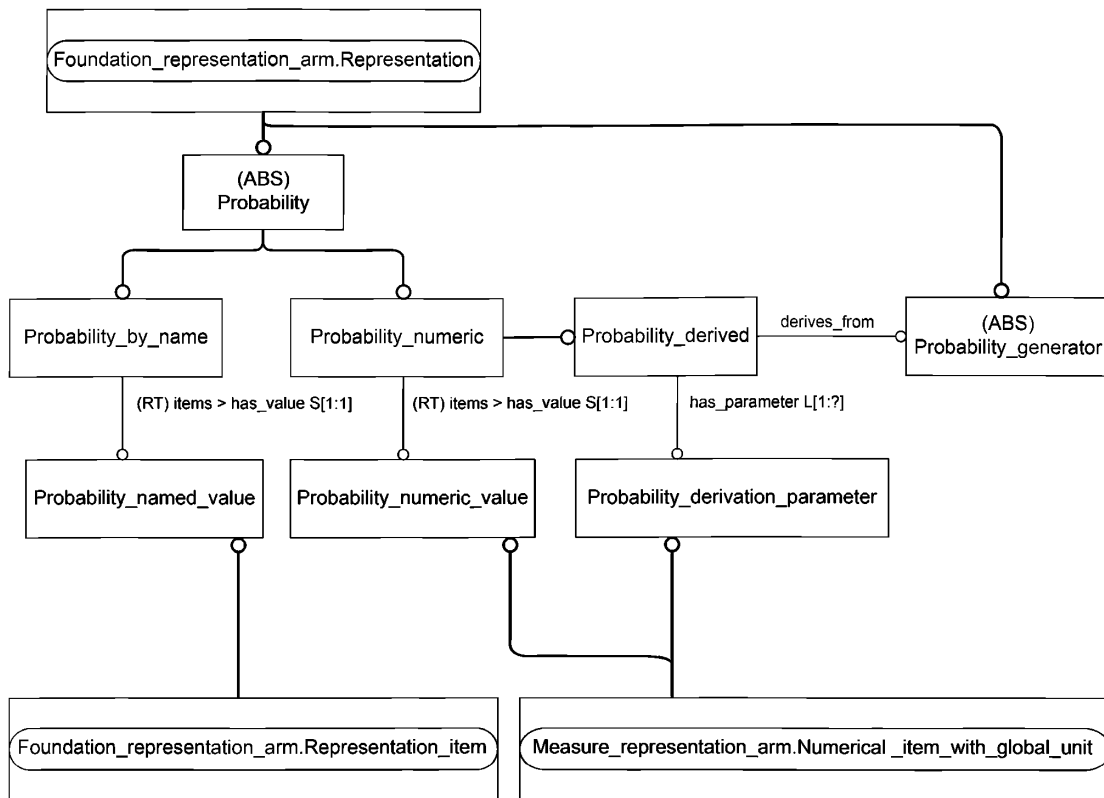 Foundation_representation_arm.Representation
(ABS)
Probability
Probability_by_name
Probability_numeric
Probability_derived
derives_from
(ABS)
Probability_generator
(RT) items > has_value S[1:1]
(RT) items > has_value S[1:1]
has_parameter L[1:?]
Probability_named_value
Probability_numeric_value
Probability_derivation_parameter
Foundation_representation_arm.Representation_item
Measure_representation_arm.Numerical _item_with_global_unit